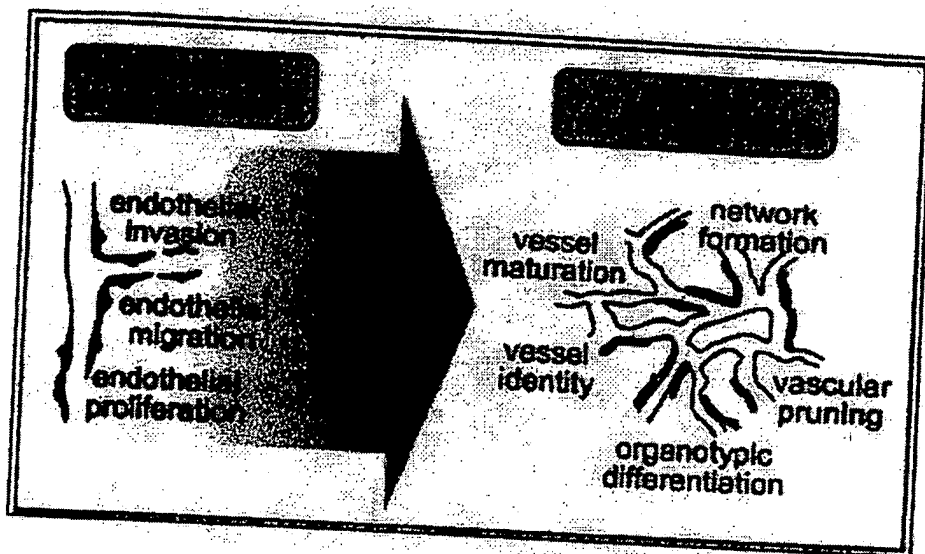 endothelial
invasion
endothelial
migration
endothelial
proliferation
vessel
maturation
network
formation
vessel
identity
vascular
pruning
organotypic
differentiation